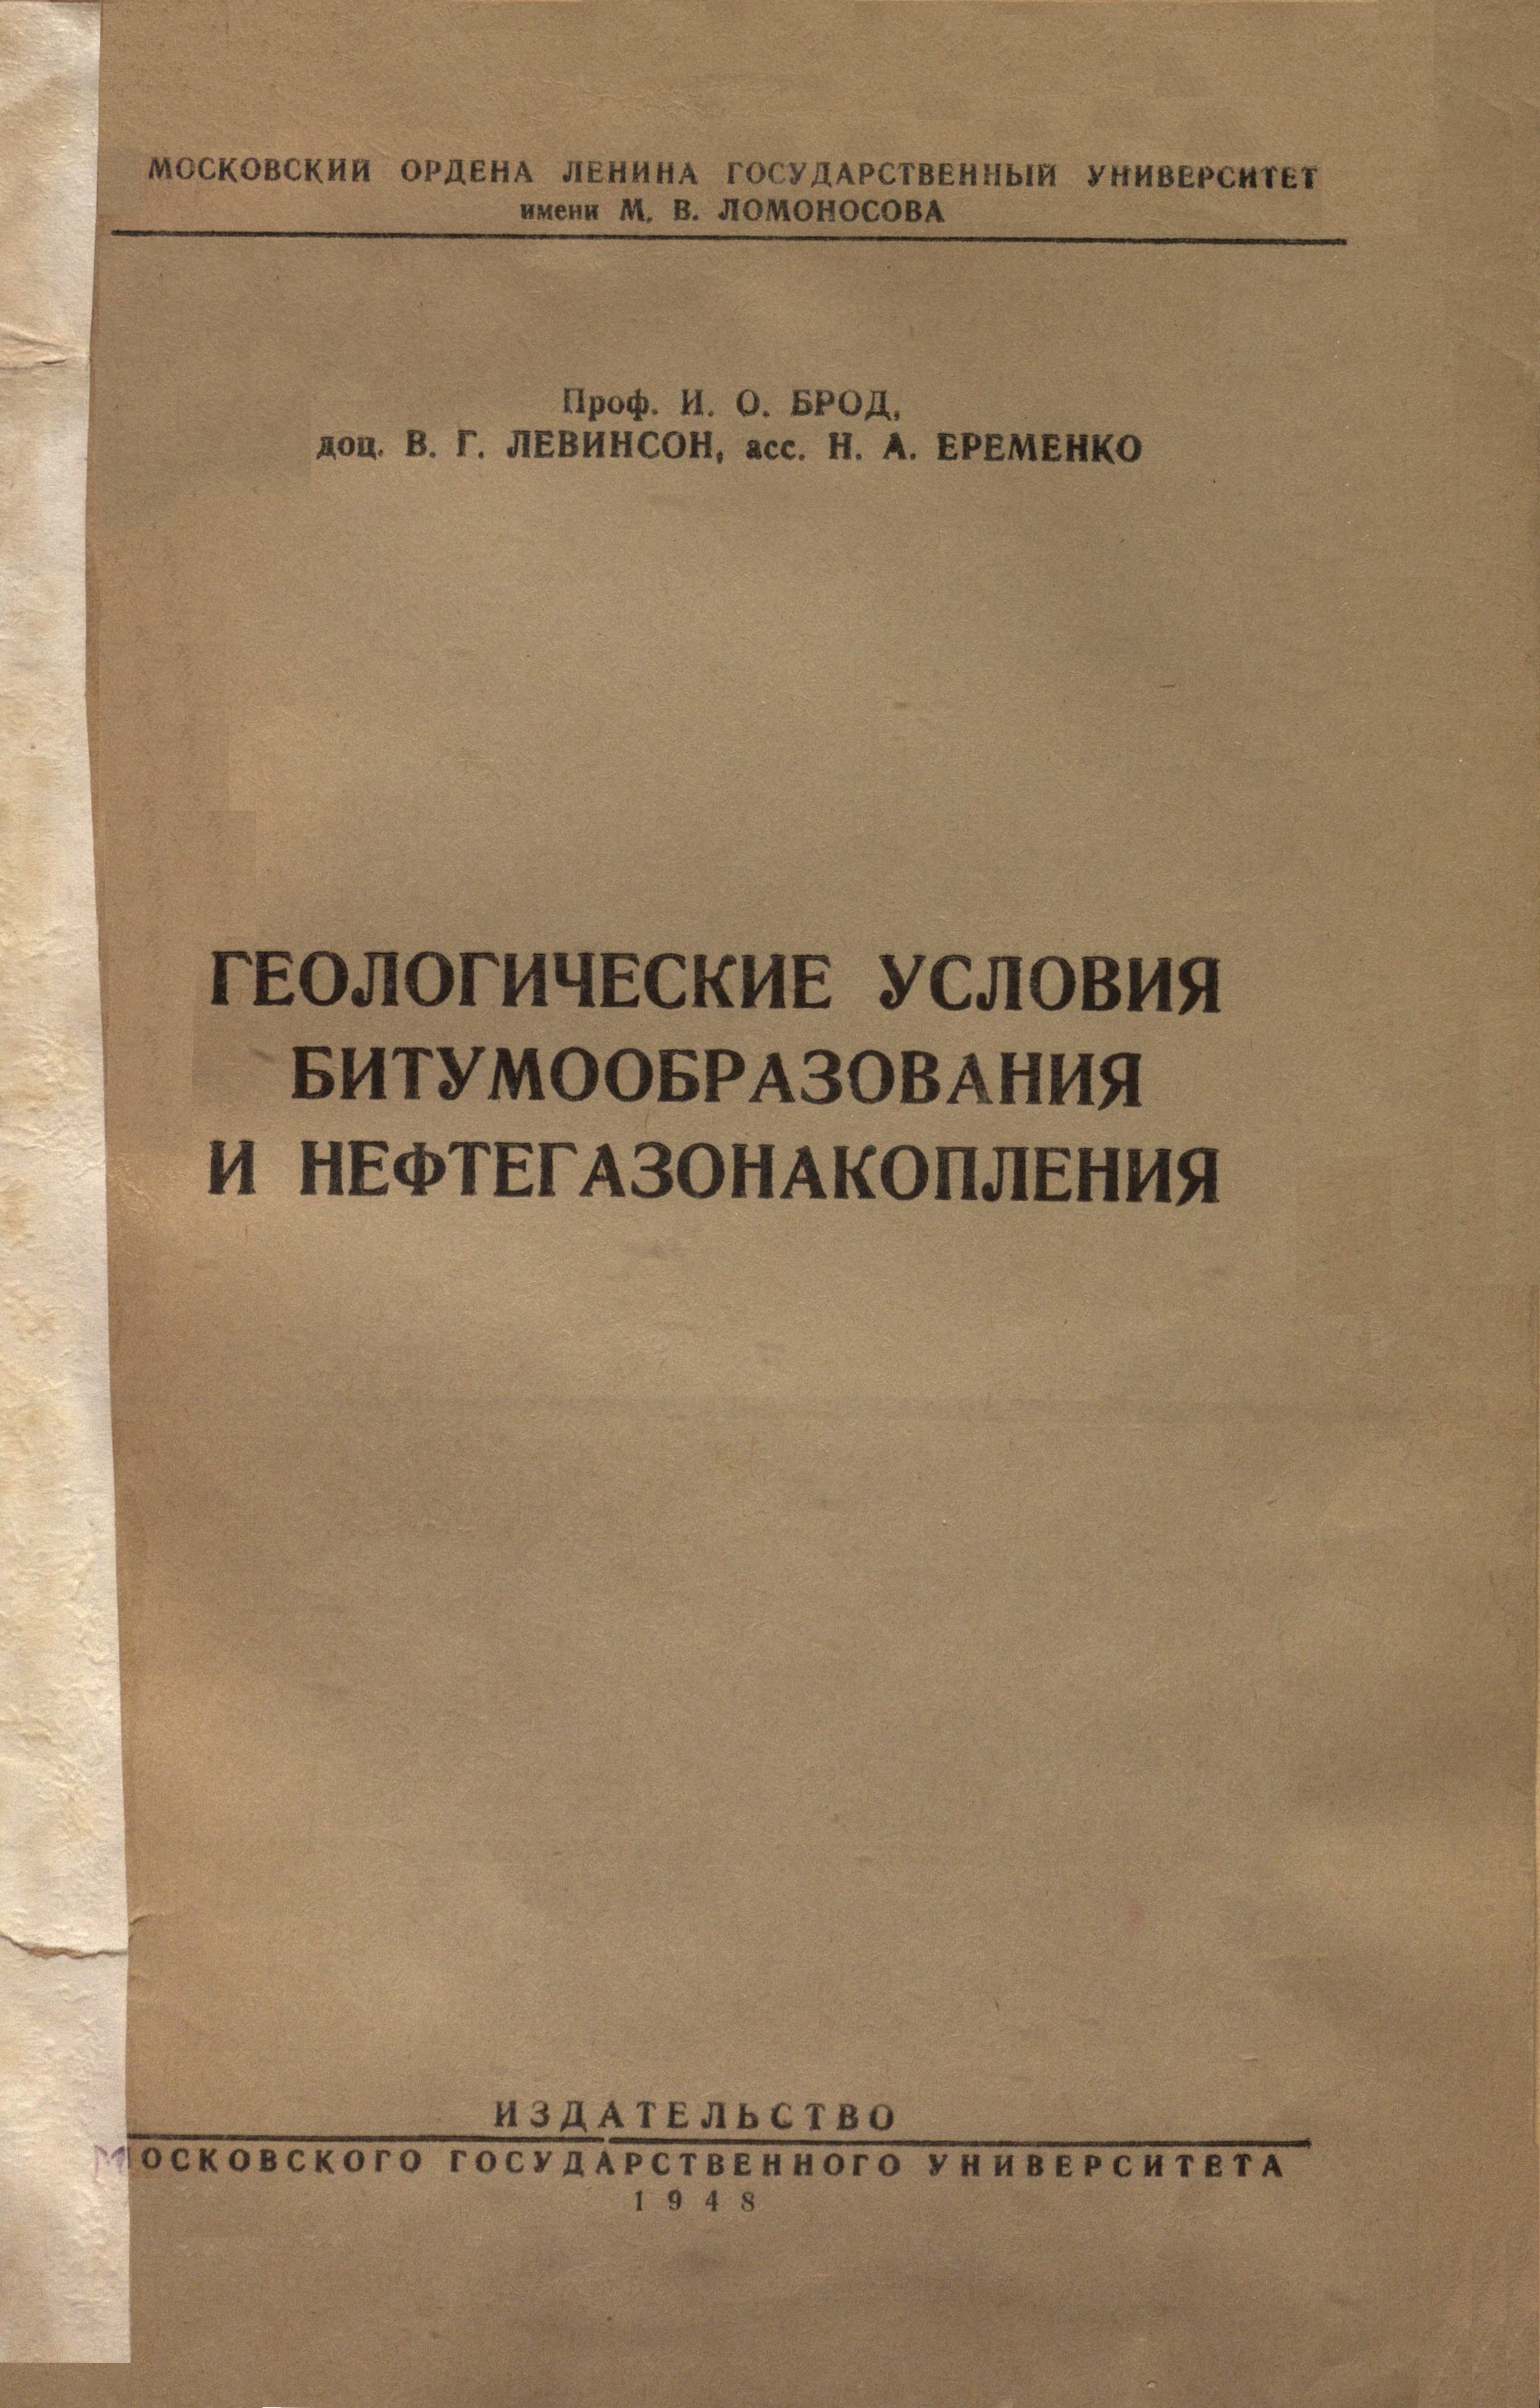 МОСКОВСКИЙ ОРДЕНА ЛЕНИНА ГОСУДАРСТВЕННЫЙ УНИВЕРСИТЕТ
имени М. В. ЛОМОНОСОВА
Проф. И. О. БРОД,
доц. В. Г. ЛЕВИНСОН, асс. Н. А. ЕРЕМЕНКО
ГЕОЛОГИЧЕСКИЕ УСЛОВИЯ
БИТУМООБРАЗОВАНИЯ
И НЕФТЕГАЗОНАКОПЛЕНИЯ
ИЗДАТЕЛЬСТВО
МОСКОВСКОГО ГОСУДАРСТВЕННОГО УНИВЕРСИТЕТА
1948